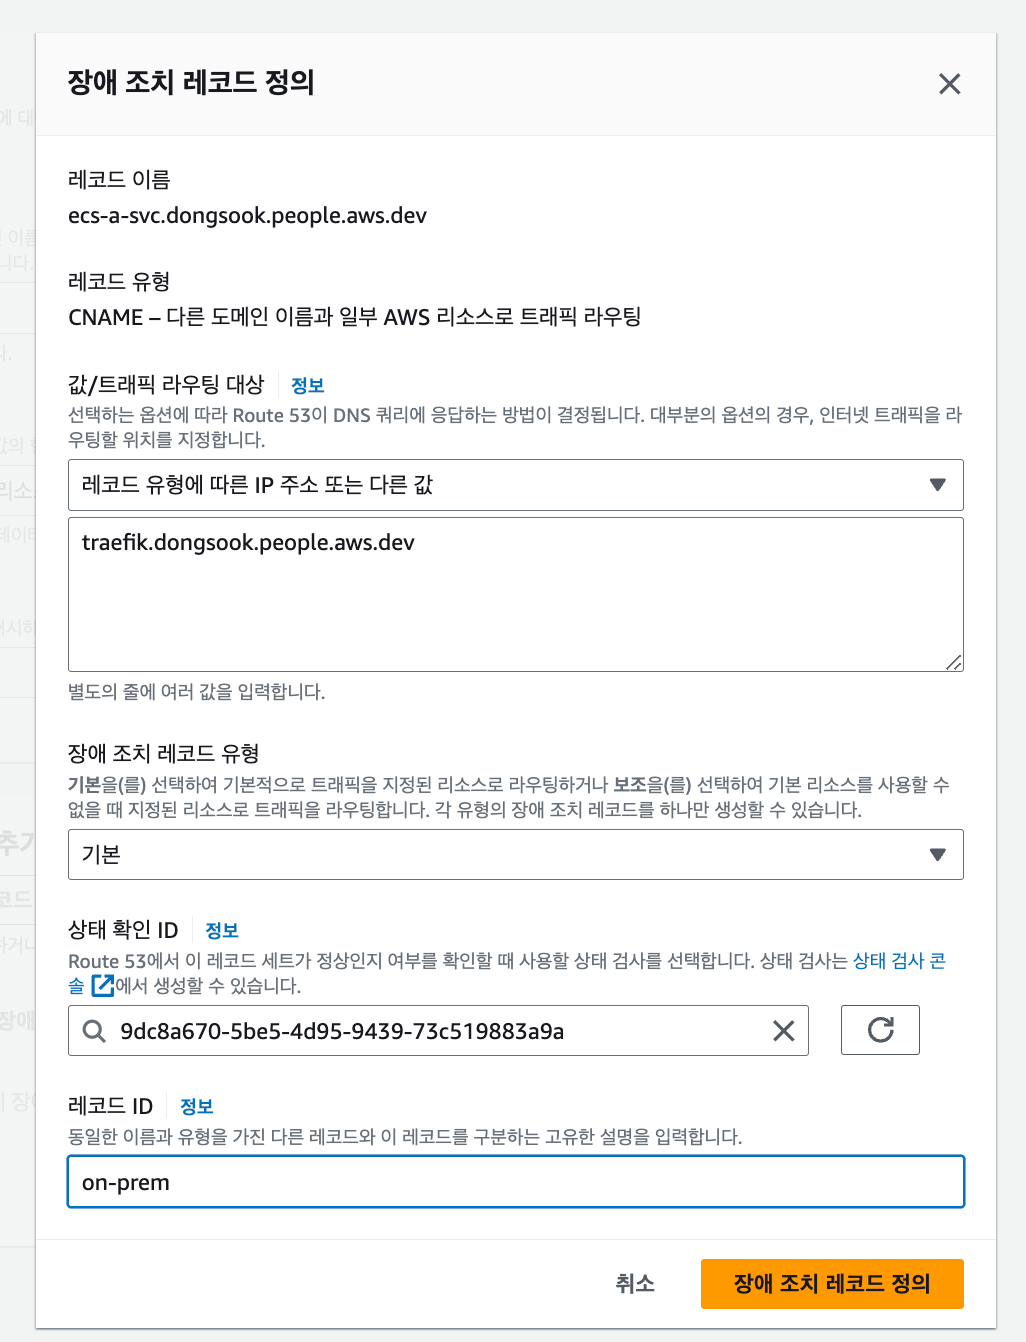 장애 조치 레코드 정의
레코드 이름
ecs-a-svc.dongsook.people.aws.dev
레코드 유형
CNAME – 다른 도메인 이름과 일부 AWS 리소스로 트래픽 라우팅
값/트래픽 라우팅 대상 정보
선택하는 옵션에 따라 Route 53이 DNS 쿼리에 응답하는 방법이 결정됩니다. 대부분의 옵션의 경우, 인터넷 트래픽을 라
우팅할 위치를 지정합니다.
레코드 유형에 따른 IP 주소 또는 다른 값
traefik.dongsook.people.aws.dev
별도의 줄에 여러 값을 입력합니다.
장애 조치 레코드 유형
기본을(를) 선택하여 기본적으로 트래픽을 지정된 리소스로 라우팅하거나 보조을(를) 선택하여 기본 리소스를 사용할 수
없을 때 지정된 리소스로 트래픽을 라우팅합니다. 각 유형의 장애 조치 레코드를 하나만 생성할 수 있습니다.
기본
상태 확인 ID 정보
Route 53에서 이 레코드 세트가 정상인지 여부를 확인할 때 사용할 상태 검사를 선택합니다. 상태 검사는 상태 검사 콘
솔 에서 생성할 수 있습니다.
9dc8a670-5be5-4d95-9439-73c519883a9a
레코드 ID 정보
동일한 이름과 유형을 가진 다른 레코드와 이 레코드를 구분하는 고유한 설명을 입력합니다.
on-prem
취소 장애 조치 레코드 정의